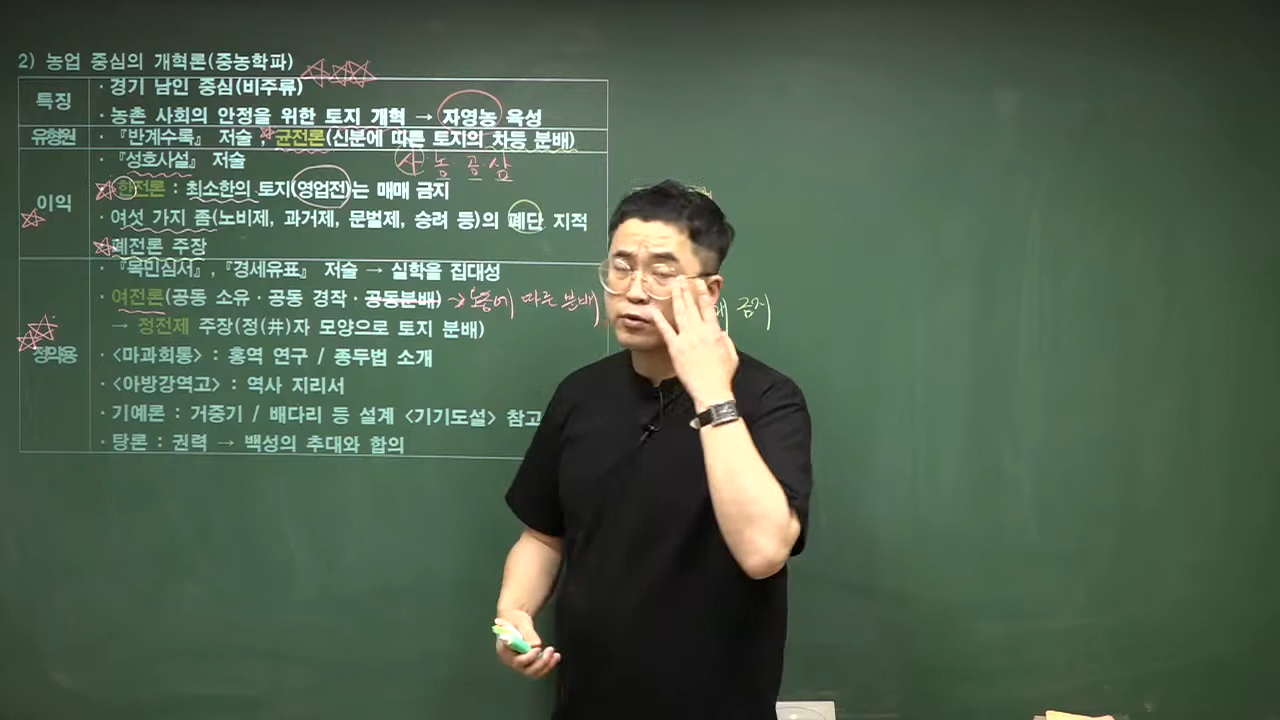 2) 농업 중심의 개혁론(중농학파)
특징
· 경기 남인 중심(비주류)
· 농촌 사회의 안정을 위한 토지 개혁 → 자영농 육성
유형원
· 『반계수록』 저술, 균전론(신분에 따른 토지의 차등 분배)
사 농 공 상
이익
· 『성호사설』 저술
· 한전론 : 최소한의 토지(영업전)는 매매 금지
· 여섯 가지 좀(노비제, 과거제, 문벌제, 승려 등)의 폐단 지적
· 폐전론 주장
정약용
· 『목민심서』, 『경세유표』 저술 → 실학을 집대성
· 여전론(공동 소유 · 공동 경작 · 공동분배) → 노동에 따른 분배 금지
→ 정전제 주장(정(井)자 모양으로 토지 분배)
· <마과회통> : 홍역 연구 / 종두법 소개
· <아방강역고> : 역사 지리서
· 기예론 : 거중기 / 배다리 등 설계 <기기도설> 참고
· 탕론 : 권력 → 백성의 추대와 합의